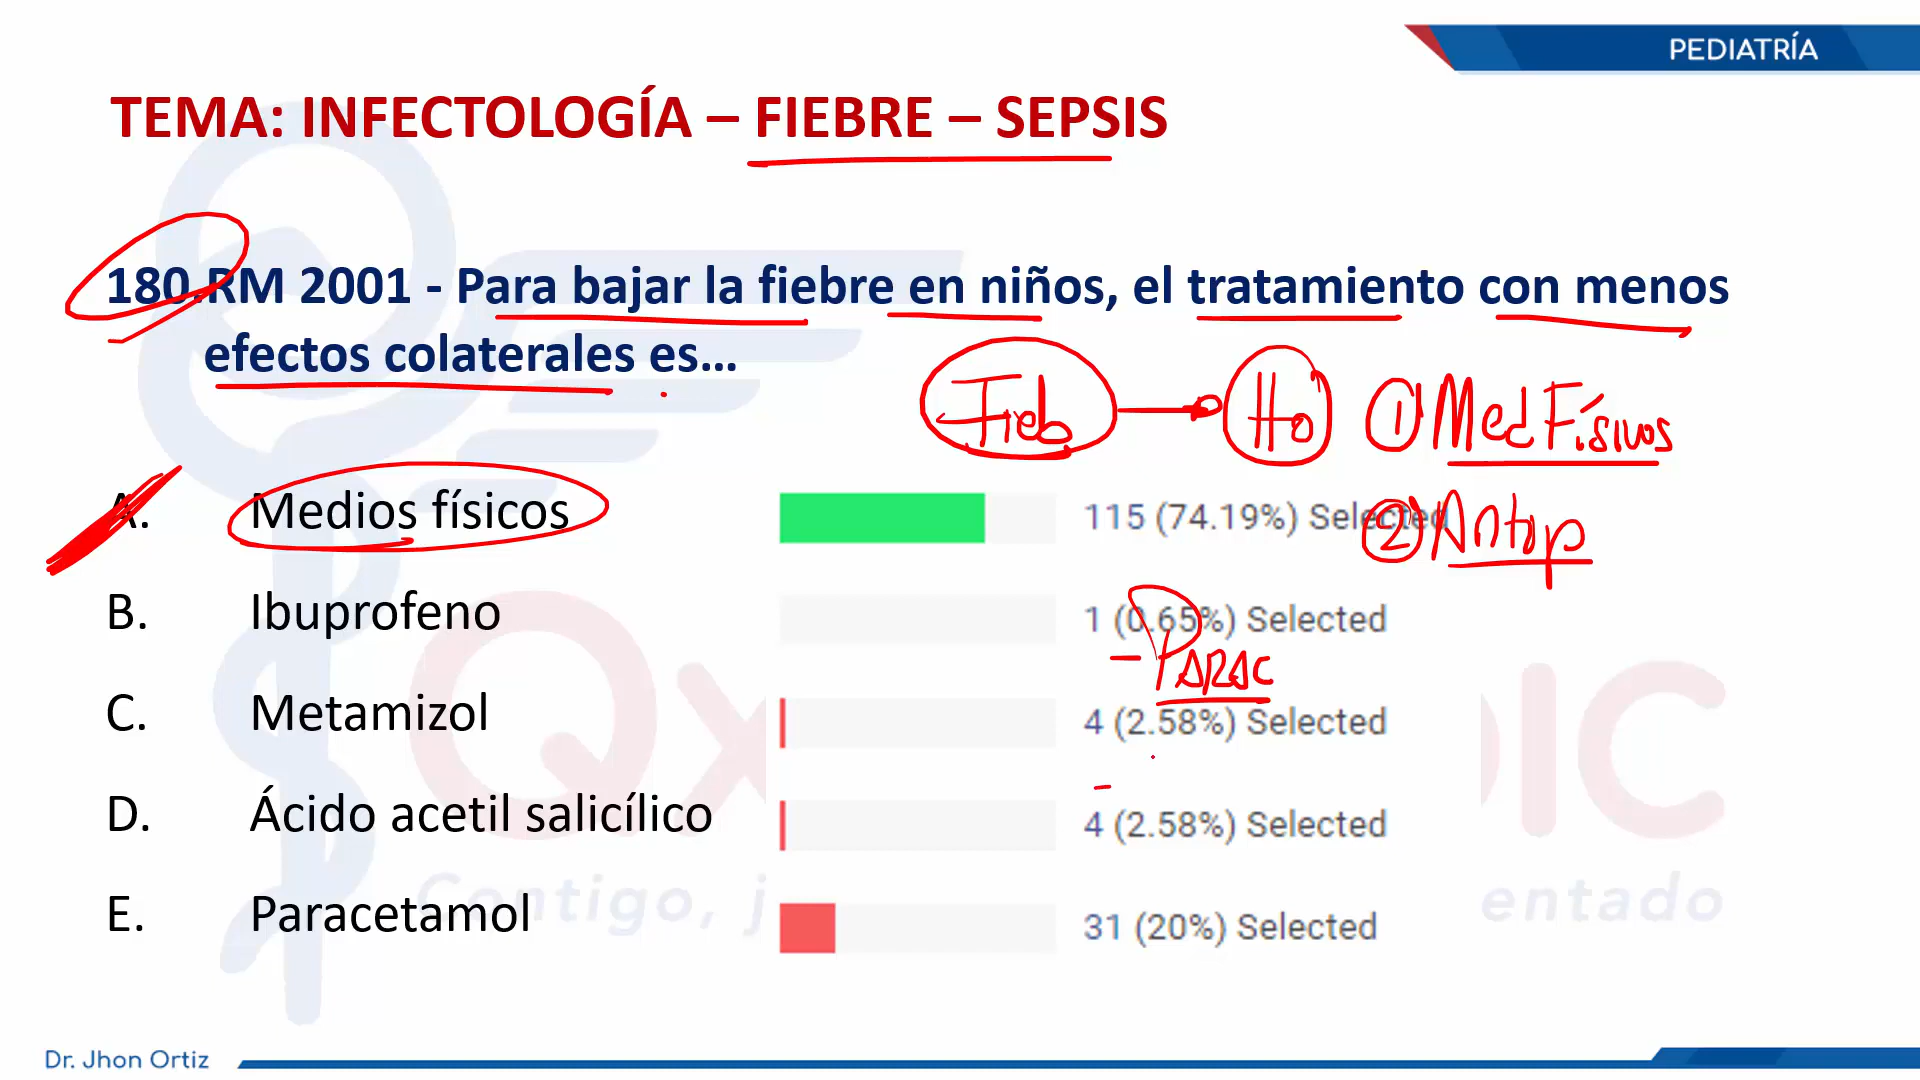 PEDIATRÍA
TEMA: INFECTOLOGÍA – FIEBRE – SEPSIS
180.RM 2001 - Para bajar la fiebre en niños, el tratamiento con menos
efectos colaterales es...
Fieb Ho ① Med Físicos
A. Medios físicos 115 (74.19%) Selected
② Antip
B. Ibuprofeno 1 (0.65%) Selected
- PARAC
C. Metamizol 4 (2.58%) Selected
-
D. Ácido acetil salicílico 4 (2.58%) Selected
E. Paracetamol 31 (20%) Selected
Contigo, j entado
Dr. Jhon Ortiz